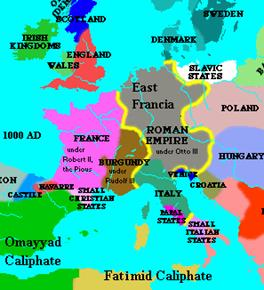 SCOTLAND
SWEDEN
IRISH
KINGDOMS
ENGLAND
WALES
DENMARK
SLAVIC
STATES
East
Francia
POLAND
1000 AD
FRANCE
under
Robert II,
the Pious
ROMAN
EMPIRE
under Otto III
BURGUNDY
under
Rudolf III
HUNGARY
VENICE
CROATIA
ITALY
NAVARRE
CASTILE
SMALL
CHRISTIAN
STATES
PAPAL
STATES
SMALL
ITALIAN
STATES
Omayyad
Caliphate
Fatimid Caliphate